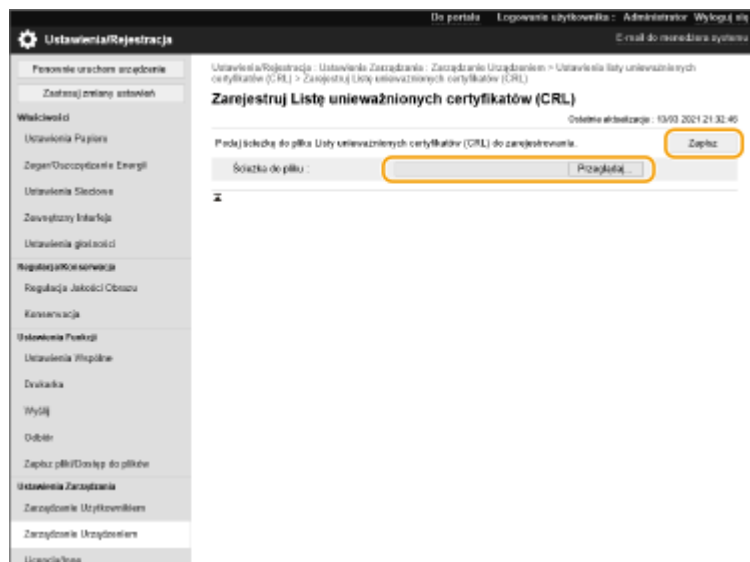 Do portalu Logowanie użytkownika : Administrator Wyloguj się
Ustawienia/Rejestracja
E-mail do menedżera systemu
Ponownie uruchom urządzenie
Zastosuj zmiany ustawień
Właściwości
Ustawienia Papieru
Zegar/Oszczędzanie Energii
Ustawienia Sieciowe
Zewnętrzny Interfejs
Ustawienia głośności
Regulacja/Konserwacja
Regulacja Jakości Obrazu
Konserwacja
Ustawienia Funkcji
Ustawienia Wspólne
Drukarka
Wyślij
Odbiór
Zapisz plik/Dostęp do plików
Ustawienia Zarządzania
Zarządzanie Użytkownikiem
Zarządzanie Urządzeniem
Licencja/Inne
Ustawienia/Rejestracja : Ustawienia Zarządzania : Zarządzanie Urządzeniem > Ustawienia listy unieważnionych
certyfikatów (CRL) > Zarejestruj Listę unieważnionych certyfikatów (CRL)
Zarejestruj Listę unieważnionych certyfikatów (CRL)
Ostatnia aktualizacja : 10/03 2021 21:32:46
Podaj ścieżkę do pliku Listy unieważnionych certyfikatów (CRL) do zarejestrowania.
Zapisz
Ścieżka do pliku :
Przeglądaj...